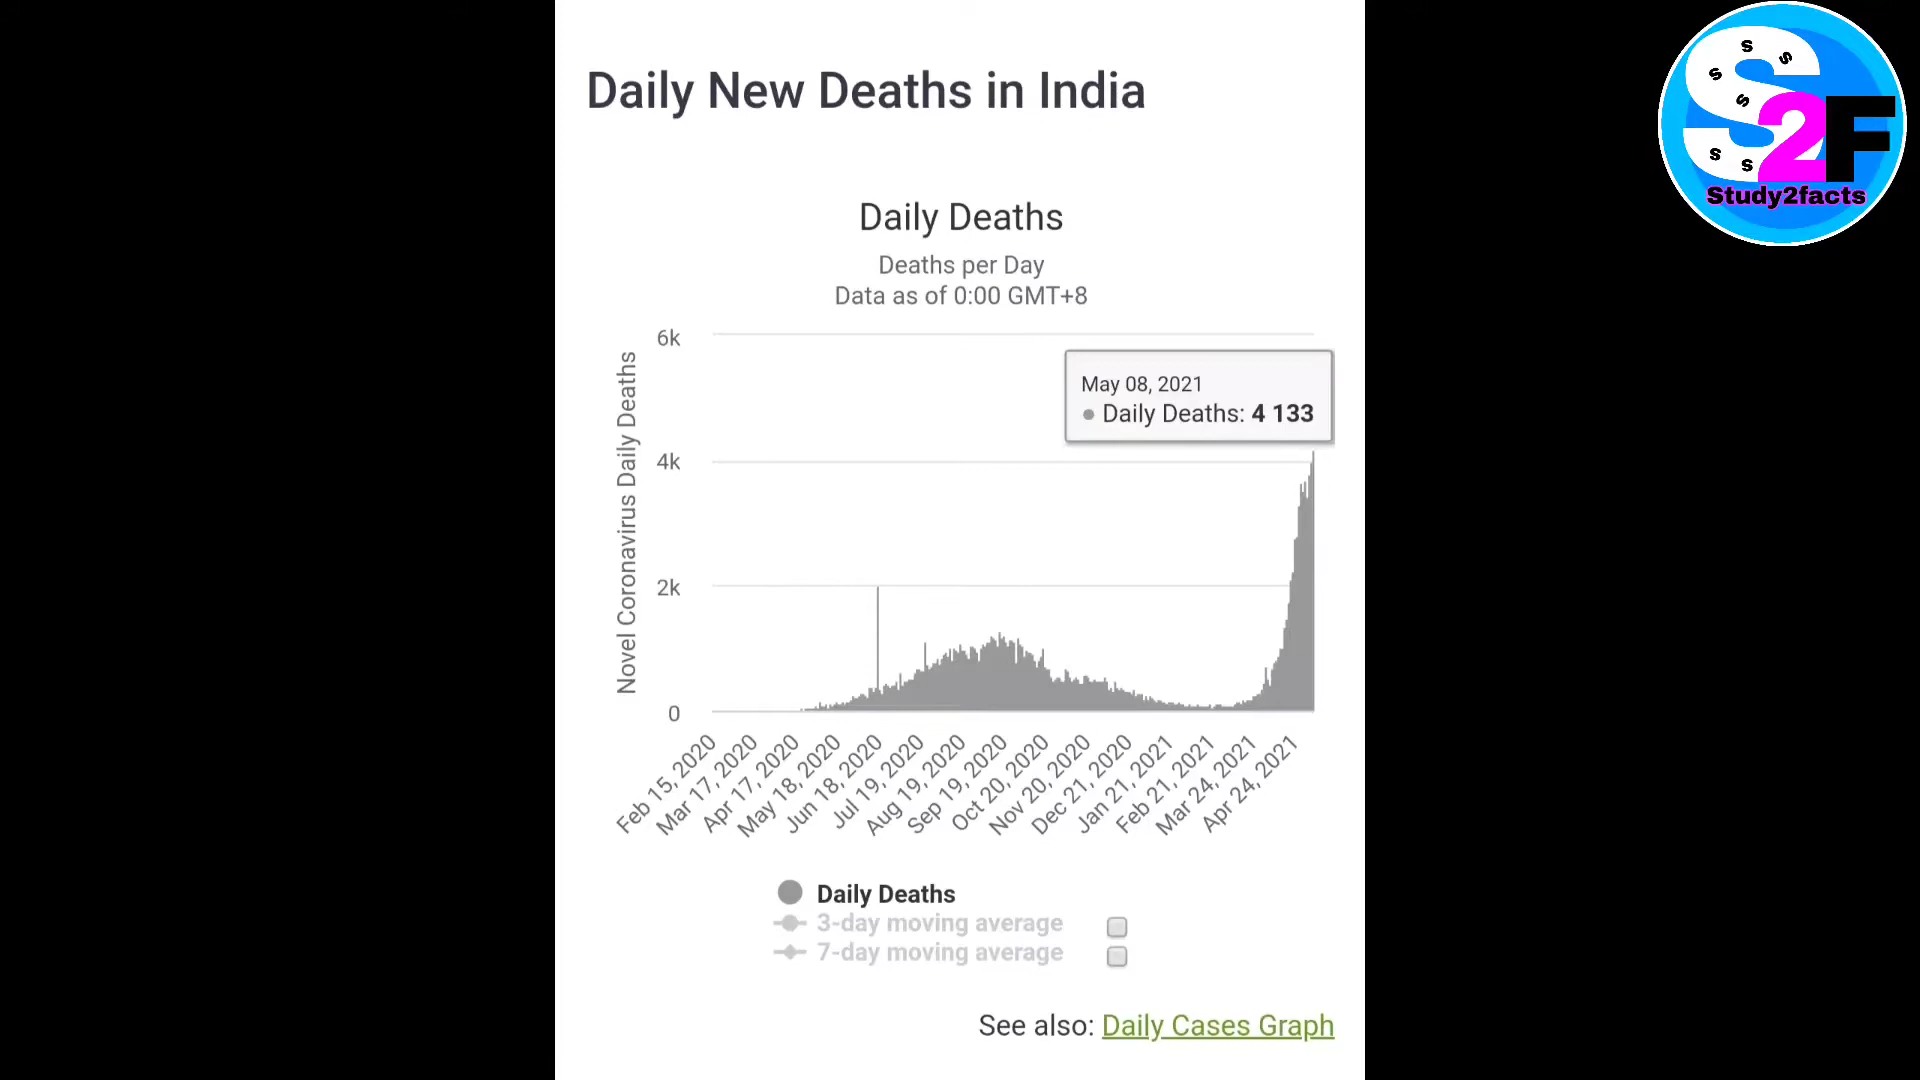 Daily New Deaths in India
s
s
s
s
s
s
S2F
Study2facts
Daily Deaths
Deaths per Day
Data as of 0:00 GMT+8
Novel Coronavirus Daily Deaths
6k
4k
2k
0
May 08, 2021
Daily Deaths: 4 133
Feb 15, 2020
Mar 17, 2020
Apr 17, 2020
May 18, 2020
Jun 18, 2020
Jul 19, 2020
Aug 19, 2020
Sep 19, 2020
Oct 20, 2020
Nov 20, 2020
Dec 21, 2020
Jan 21, 2021
Feb 21, 2021
Mar 24, 2021
Apr 24, 2021
Daily Deaths
3-day moving average
7-day moving average
See also: Daily Cases Graph